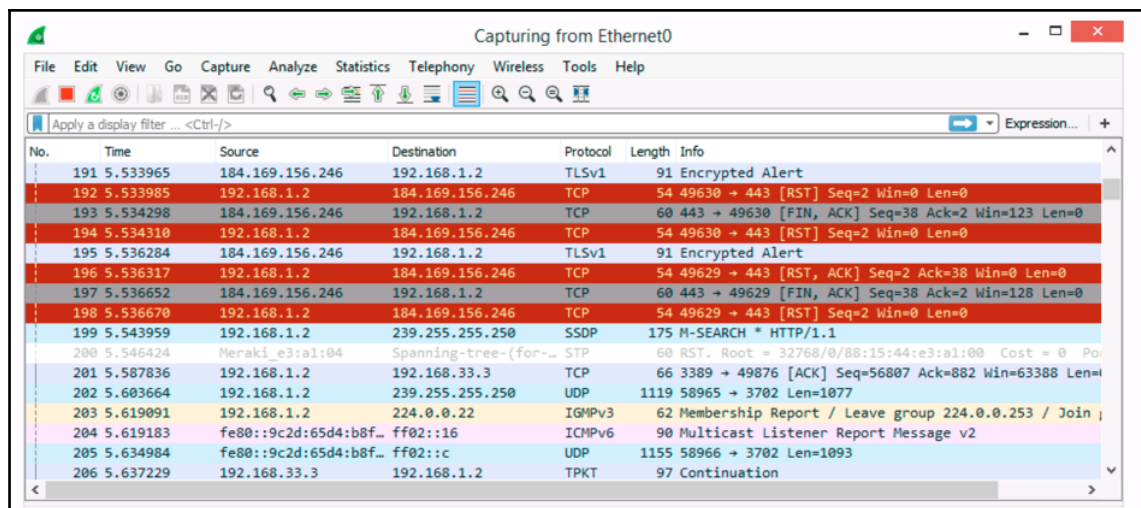 Capturing from Ethernet0
File Edit View Go Capture Analyze Statistics Telephony Wireless Tools Help
Apply a display filter ... <Ctrl-/> Expression... +
No. Time Source Destination Protocol Length Info
191 5.533965 184.169.156.246 192.168.1.2 TLSv1 91 Encrypted Alert
192 5.533985 192.168.1.2 184.169.156.246 TCP 54 49630 → 443 [RST] Seq=2 Win=0 Len=0
193 5.534298 184.169.156.246 192.168.1.2 TCP 60 443 → 49630 [FIN, ACK] Seq=38 Ack=2 Win=123 Len=0
194 5.534310 192.168.1.2 184.169.156.246 TCP 54 49630 → 443 [RST] Seq=2 Win=0 Len=0
195 5.536284 184.169.156.246 192.168.1.2 TLSv1 91 Encrypted Alert
196 5.536317 192.168.1.2 184.169.156.246 TCP 54 49629 → 443 [RST, ACK] Seq=2 Ack=38 Win=0 Len=0
197 5.536652 184.169.156.246 192.168.1.2 TCP 60 443 → 49629 [FIN, ACK] Seq=38 Ack=2 Win=128 Len=0
198 5.536670 192.168.1.2 184.169.156.246 TCP 54 49629 → 443 [RST] Seq=2 Win=0 Len=0
199 5.543959 192.168.1.2 239.255.255.250 SSDP 175 M-SEARCH * HTTP/1.1
200 5.546424 Meraki_e3:a1:04 Spanning-tree-(for-… STP 60 RST. Root = 32768/0/88:15:44:e3:a1:00 Cost = 0 Po
201 5.587836 192.168.1.2 192.168.33.3 TCP 66 3389 → 49876 [ACK] Seq=56807 Ack=882 Win=63388 Len=
202 5.603664 192.168.1.2 239.255.255.250 UDP 1119 58965 → 3702 Len=1077
203 5.619091 192.168.1.2 224.0.0.22 IGMPv3 62 Membership Report / Leave group 224.0.0.253 / Join
204 5.619183 fe80::9c2d:65d4:b8f… ff02::16 ICMPv6 90 Multicast Listener Report Message v2
205 5.634984 fe80::9c2d:65d4:b8f… ff02::c UDP 1155 58966 → 3702 Len=1093
206 5.637229 192.168.33.3 192.168.1.2 TPKT 97 Continuation